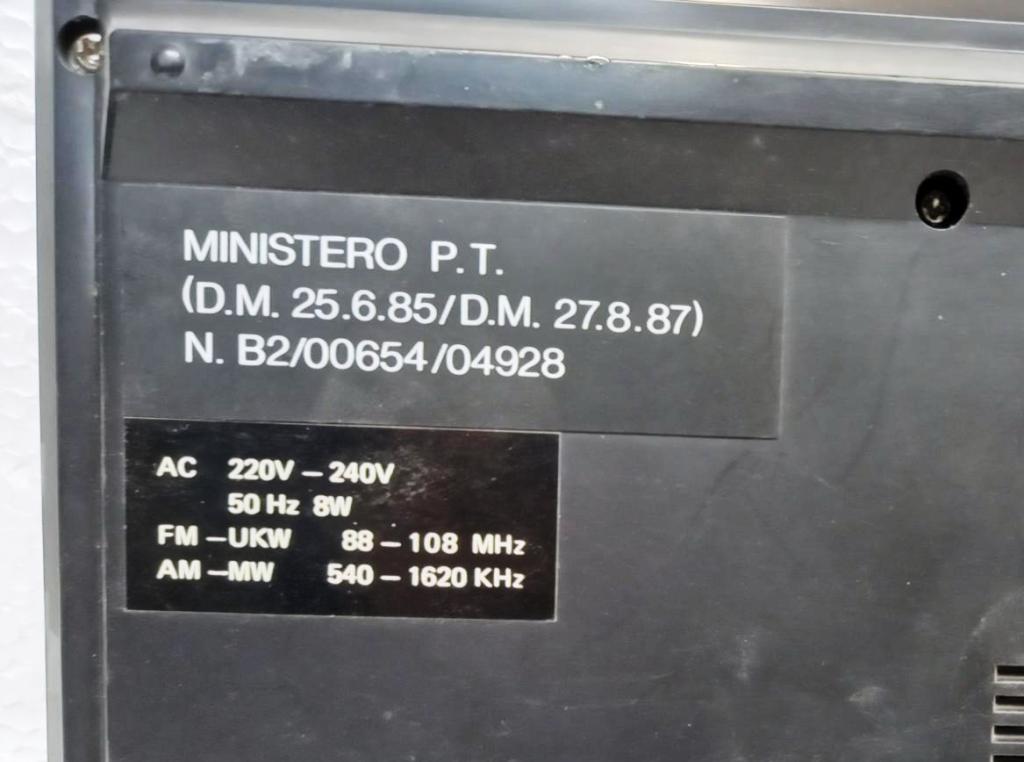 MINISTERO P.T.
(D.M. 25.6.85/D.M. 27.8.87)
N. B2/00654/04928
AC 220V – 240V
50 Hz 8W
FM – UKW 88 – 108 MHz
AM – MW 540 – 1620 KHz